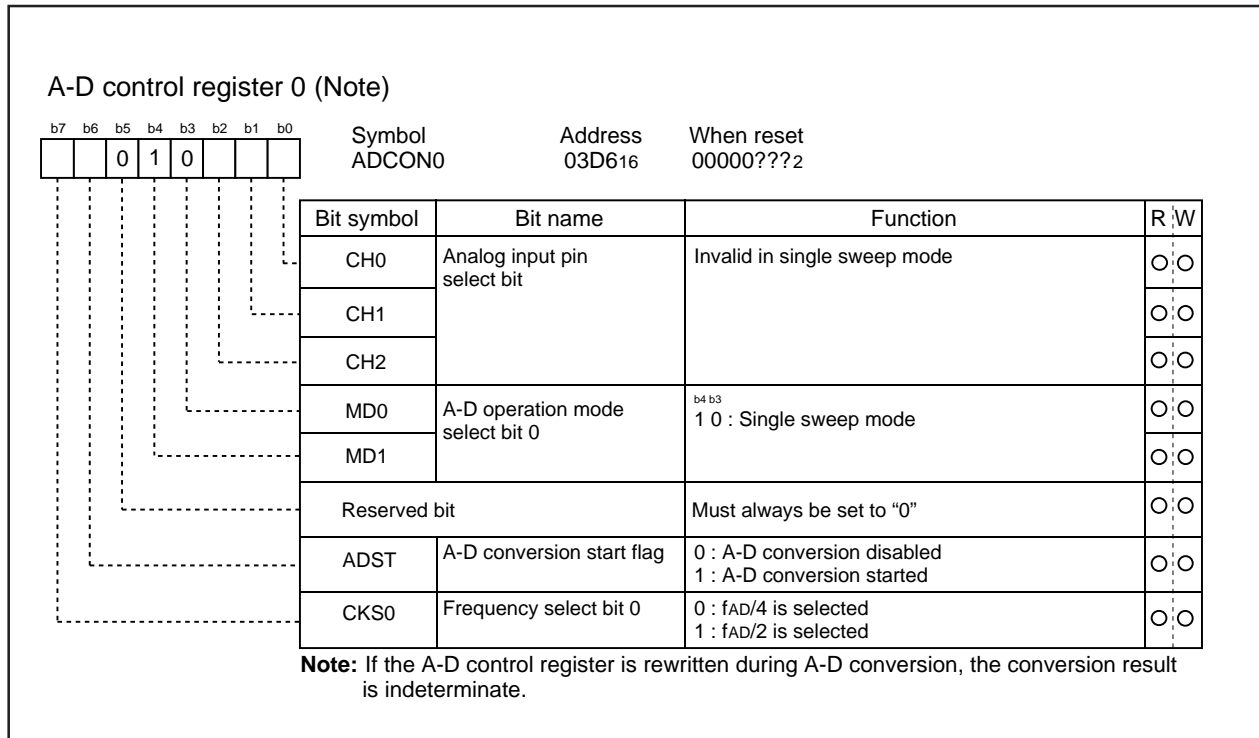 A-D control register 0 (Note)
b7 b6 b5 b4 b3 b2 b1 b0
0 1 0
Symbol Address When reset
ADCON0 03D616 00000???2
Bit symbol Bit name Function R W
CH0 Analog input pin select bit Invalid in single sweep mode
CH1
CH2
MD0 A-D operation mode select bit 0 b4 b3
1 0 : Single sweep mode
MD1
Reserved bit Must always be set to “0”
ADST A-D conversion start flag 0 : A-D conversion disabled
1 : A-D conversion started
CKS0 Frequency select bit 0 0 : fAD/4 is selected
1 : fAD/2 is selected
Note: If the A-D control register is rewritten during A-D conversion, the conversion result
is indeterminate.